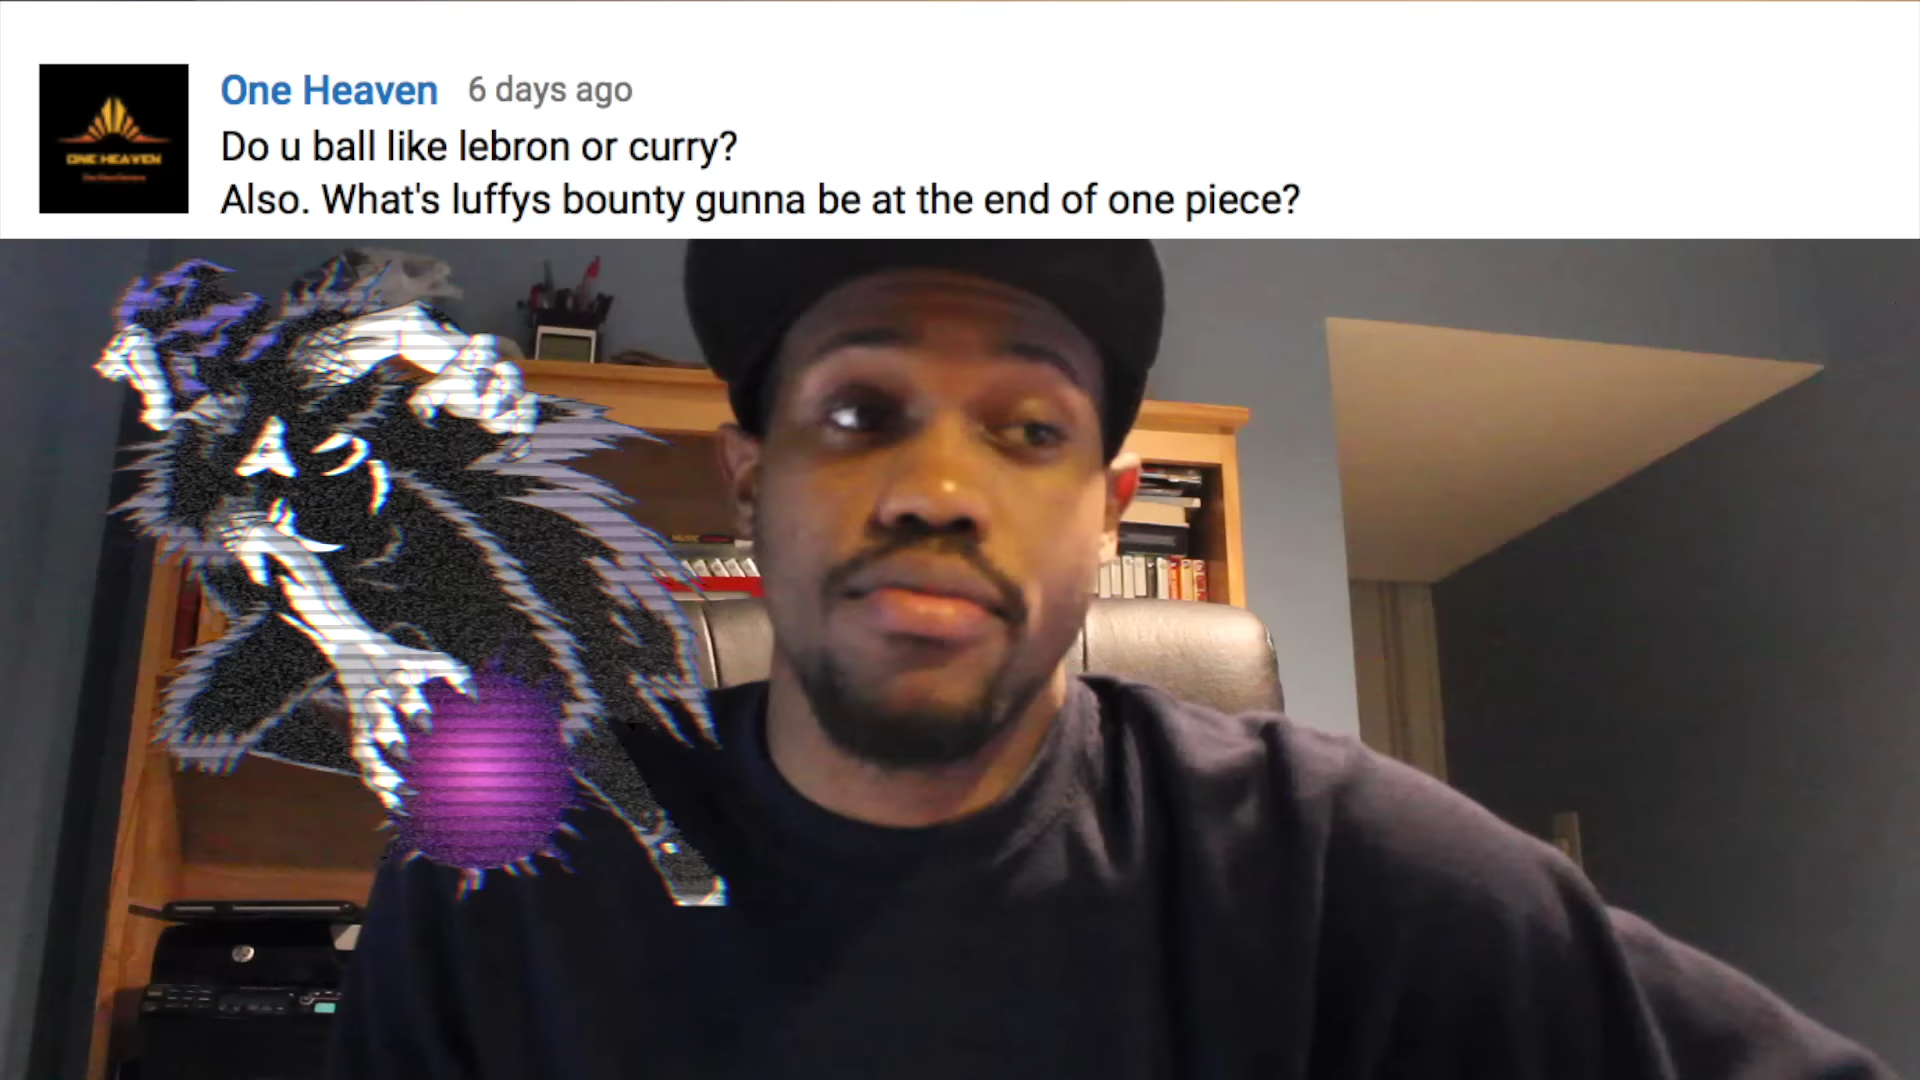 One Heaven 6 days ago
Do u ball like lebron or curry?
Also. What's luffys bounty gunna be at the end of one piece?
ONE HEAVEN
hp